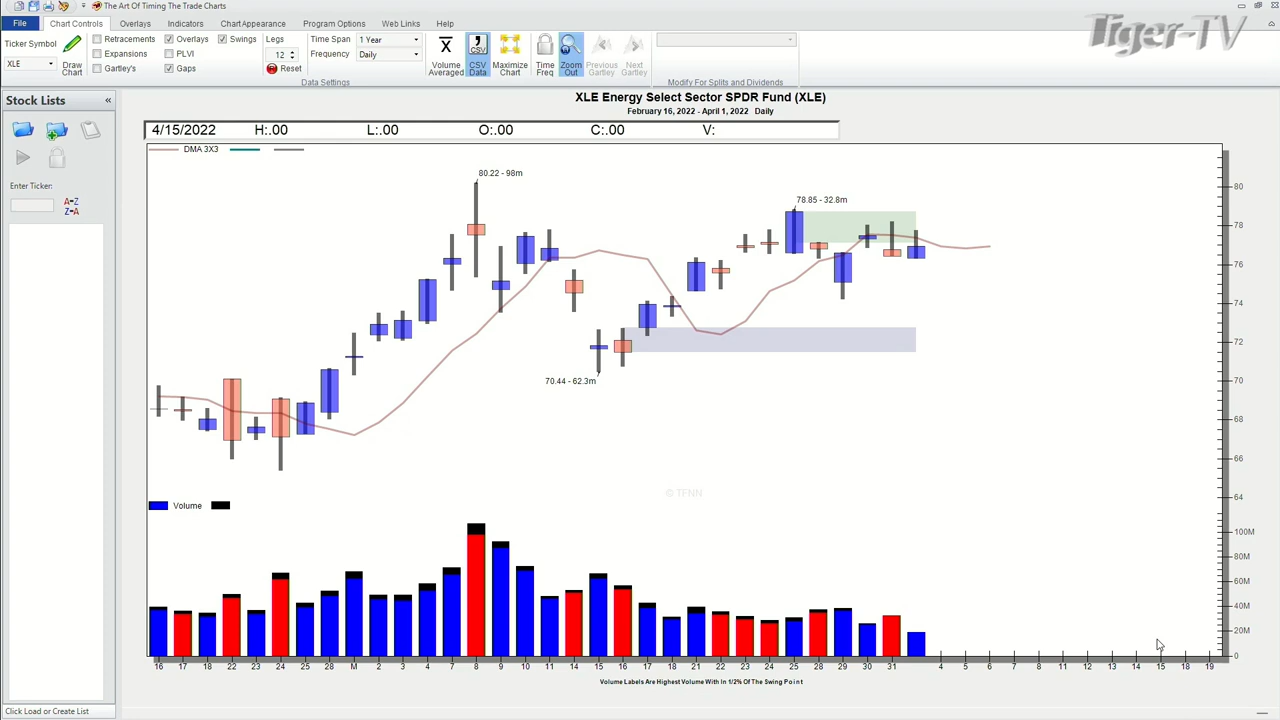 The Art Of Timing The Trade Charts
File Chart Controls Overlays Indicators Chart Appearance Program Options Web Links Help
Tiger-TV
Ticker Symbol
XLE
Draw Chart
Retracements
Expansions
Gartley's
Overlays
PLVI
Gaps
Swings
Legs
12
Reset
Time Span 1 Year
Frequency Daily
Data Settings
Volume Averaged
CSV Data
Maximize Chart
Time Freq
Zoom Out
Previous Gartley
Next Gartley
Modify For Splits and Dividends
Stock Lists «
Enter Ticker:
A-Z
Z-A
Click Load or Create List
XLE Energy Select Sector SPDR Fund (XLE)
February 16, 2022 - April 1, 2022 Daily
4/15/2022 H:.00 L:.00 O:.00 C:.00 V:
DMA 3X3
80.22 - 98m
78.85 - 32.8m
70.44 - 62.3m
80
78
76
74
72
70
68
66
64
© TFNN
Volume
100M
80M
60M
40M
20M
0
16 17 18 22 23 24 25 28 M 2 3 4 7 8 9 10 11 14 15 16 17 18 21 22 23 24 25 28 29 30 31 4 5 6 7 8 11 12 13 14 15 18 19
Volume Labels Are Highest Volume With In 1/2% Of The Swing Point